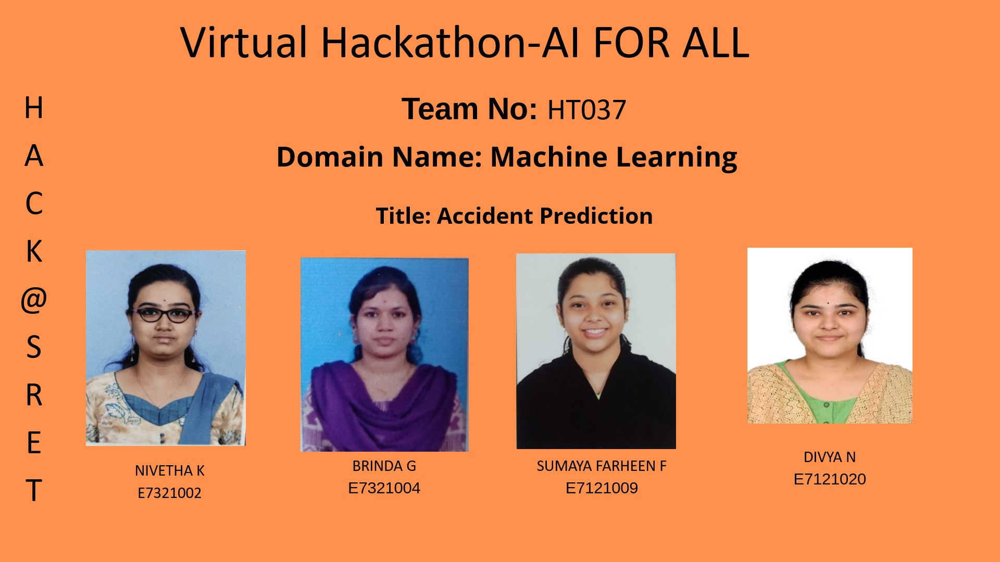 Virtual Hackathon-AI FOR ALL
H
A
C
K
@
S
R
E
T
Team No: HT037
Domain Name: Machine Learning
Title: Accident Prediction
NIVETHA K
E7321002
BRINDA G
E7321004
SUMAYA FARHEEN F
E7121009
DIVYA N
E7121020